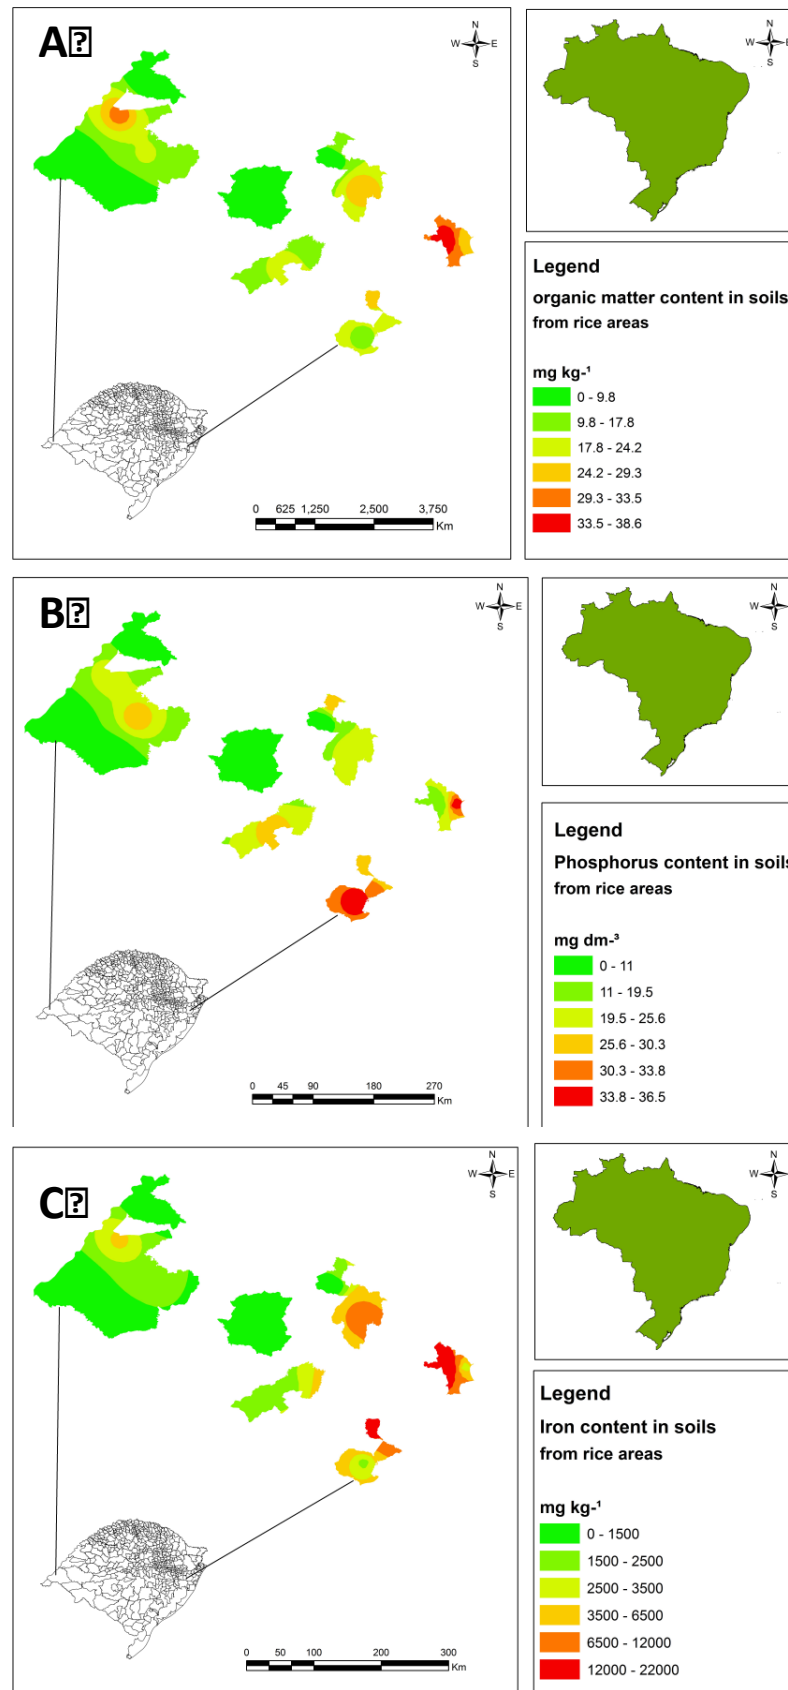 A
N
W E
S
N
W E
S
Legend
organic matter content in soils
from rice areas
mg kg-¹
0 - 9.8
9.8 - 17.8
17.8 - 24.2
24.2 - 29.3
29.3 - 33.5
33.5 - 38.6
0 625 1,250 2,500 3,750
Km
B
N
W E
S
N
W E
S
Legend
Phosphorus content in soils
from rice areas
mg dm-³
0 - 11
11 - 19.5
19.5 - 25.6
25.6 - 30.3
30.3 - 33.8
33.8 - 36.5
0 45 90 180 270
Km
C
N
W E
S
N
W E
S
Legend
Iron content in soils
from rice areas
mg kg-¹
0 - 1500
1500 - 2500
2500 - 3500
3500 - 6500
6500 - 12000
12000 - 22000
0 50 100 200 300
Km